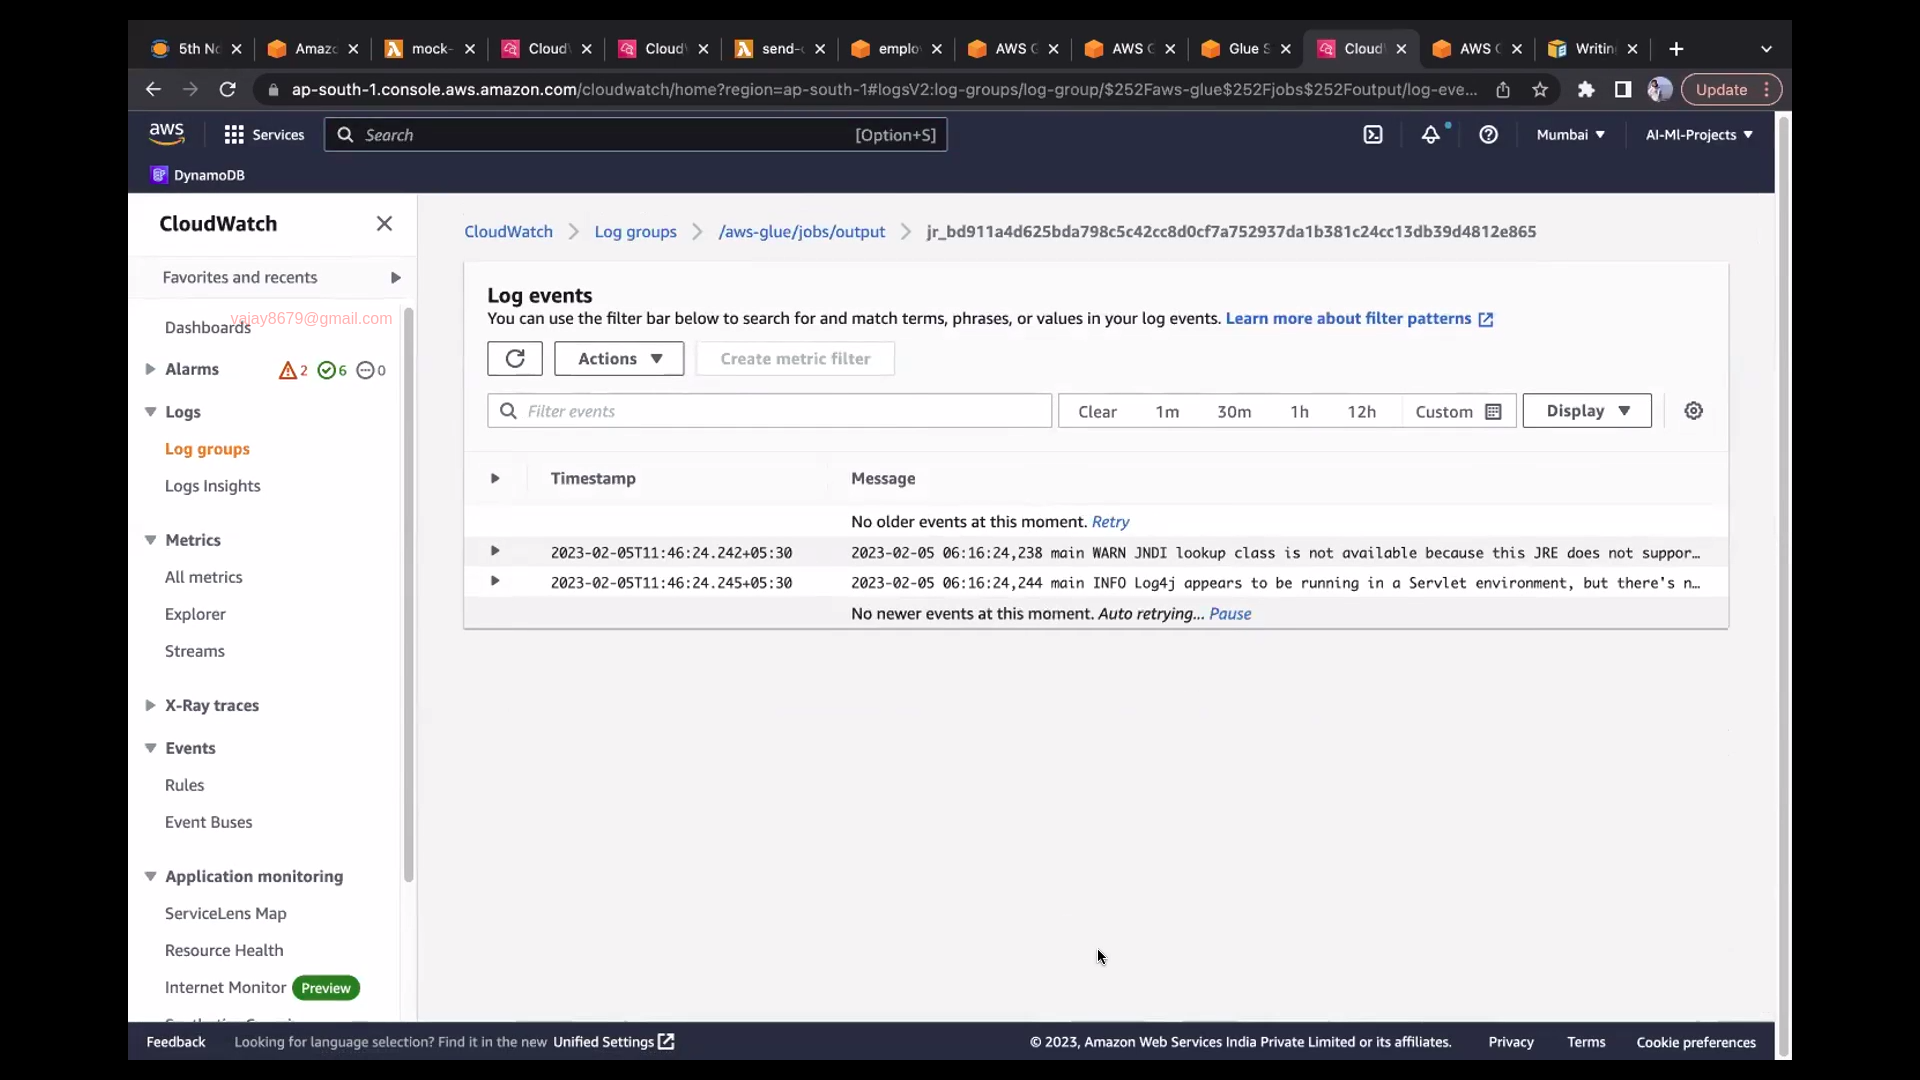 5th No
Amazo
mock-
Cloud
Cloud
send-
emplo
AWS G
AWS G
Glue S
Cloud
AWS
Writin
ap-south-1.console.aws.amazon.com/cloudwatch/home?region=ap-south-1#logsV2:log-groups/log-group/$252Faws-glue$252Fjobs$252Foutput/log-eve...
Update
aws
Services
Search
[Option+S]
Mumbai
AI-Ml-Projects
DynamoDB
CloudWatch
Favorites and recents
vajay8679@gmail.com
Dashboards
Alarms 2 6 0
Logs
Log groups
Logs Insights
Metrics
All metrics
Explorer
Streams
X-Ray traces
Events
Rules
Event Buses
Application monitoring
ServiceLens Map
Resource Health
Internet Monitor Preview
CloudWatch
Log groups
/aws-glue/jobs/output
jr_bd911a4d625bda798c5c42cc8d0cf7a752937da1b381c24cc13db39d4812e865
Log events
You can use the filter bar below to search for and match terms, phrases, or values in your log events. Learn more about filter patterns
Actions
Create metric filter
Filter events
Clear 1m 30m 1h 12h Custom
Display
Timestamp Message
No older events at this moment. Retry
2023-02-05T11:46:24.242+05:30 2023-02-05 06:16:24,238 main WARN JNDI lookup class is not available because this JRE does not suppor…
2023-02-05T11:46:24.245+05:30 2023-02-05 06:16:24,244 main INFO Log4j appears to be running in a Servlet environment, but there's n…
No newer events at this moment. Auto retrying... Pause
Feedback
Looking for language selection? Find it in the new Unified Settings
© 2023, Amazon Web Services India Private Limited or its affiliates.
Privacy
Terms
Cookie preferences